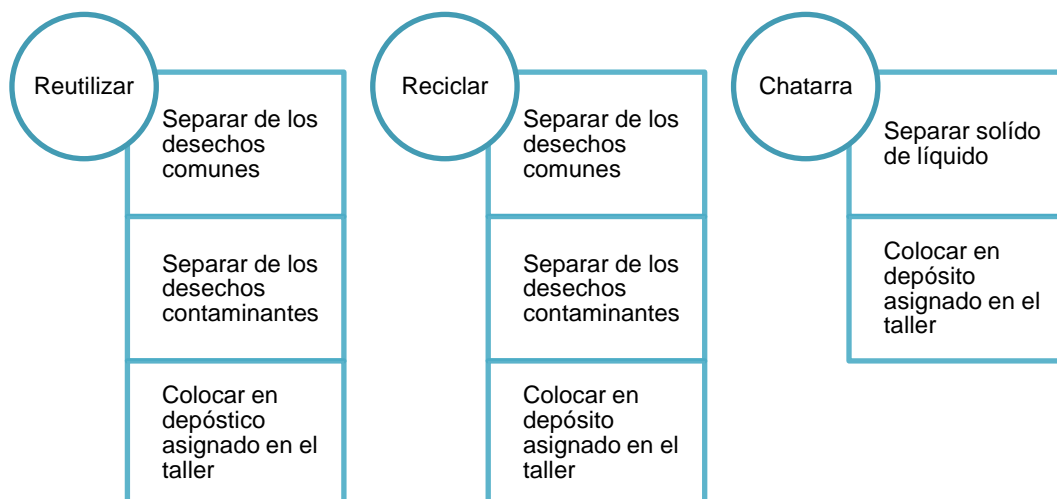 Reutilizar
Separar de los
desechos
comunes
Separar de los
desechos
contaminantes
Colocar en
depóstico
asignado en el
taller
Reciclar
Separar de los
desechos
comunes
Separar de los
desechos
contaminantes
Colocar en
depósito
asignado en el
taller
Chatarra
Separar solído
de líquido
Colocar en
depósito
asignado en el
taller